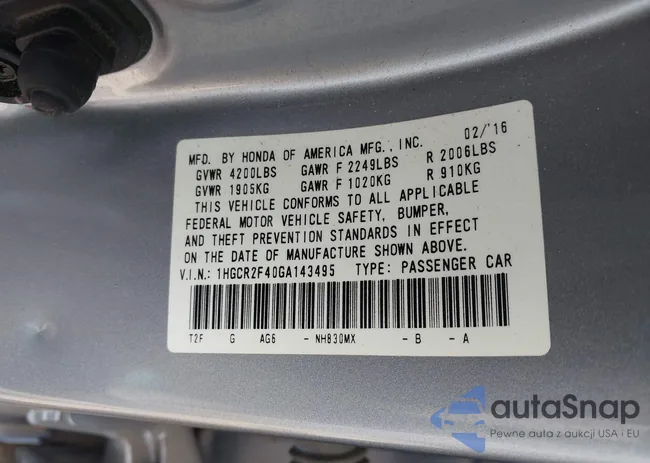 02/'16
MFD. BY HONDA OF AMERICA MFG., INC.
GVWR 4200LBS GAWR F 2249LBS R 2006LBS
GVWR 1905KG GAWR F 1020KG R 910KG
THIS VEHICLE CONFORMS TO ALL APPLICABLE
FEDERAL MOTOR VEHICLE SAFETY, BUMPER,
AND THEFT PREVENTION STANDARDS IN EFFECT
ON THE DATE OF MANUFACTURE SHOWN ABOVE.
V.I.N.: 1HGCR2F40GA143495 TYPE: PASSENGER CAR
T2F G AG6 - NH830MX - B - A
autaSnap
Pewne auta z aukcji USA i EU